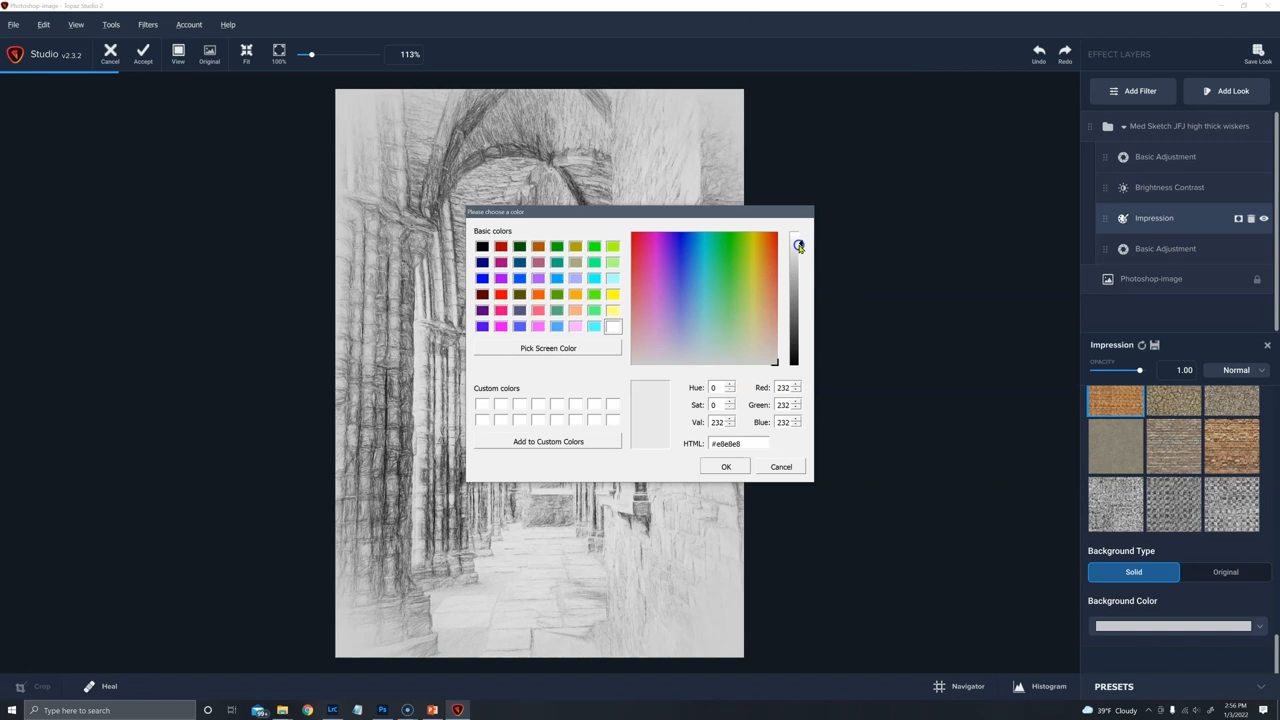 Photoshop-image - Topaz Studio 2
File Edit View Tools Filters Account Help
Studio v2.3.2 Cancel Accept View Original Fit 100% 113% Undo Redo EFFECT LAYERS Save Look
Add Filter Add Look
Med Sketch JFJ high thick wiskers
Basic Adjustment
Brightness Contrast
Impression
Basic Adjustment
Photoshop-image
Please choose a color
Basic colors
Pick Screen Color
Custom colors
Add to Custom Colors
Hue: 0 Red: 232
Sat: 0 Green: 232
Val: 232 Blue: 232
HTML: #e8e8e8
OK Cancel
Impression
OPACITY 1.00 Normal
Background Type
Solid Original
Background Color
Crop Heal Navigator Histogram PRESETS
Type here to search 99+ LrC Ps 39°F Cloudy 2:56 PM
1/3/2022